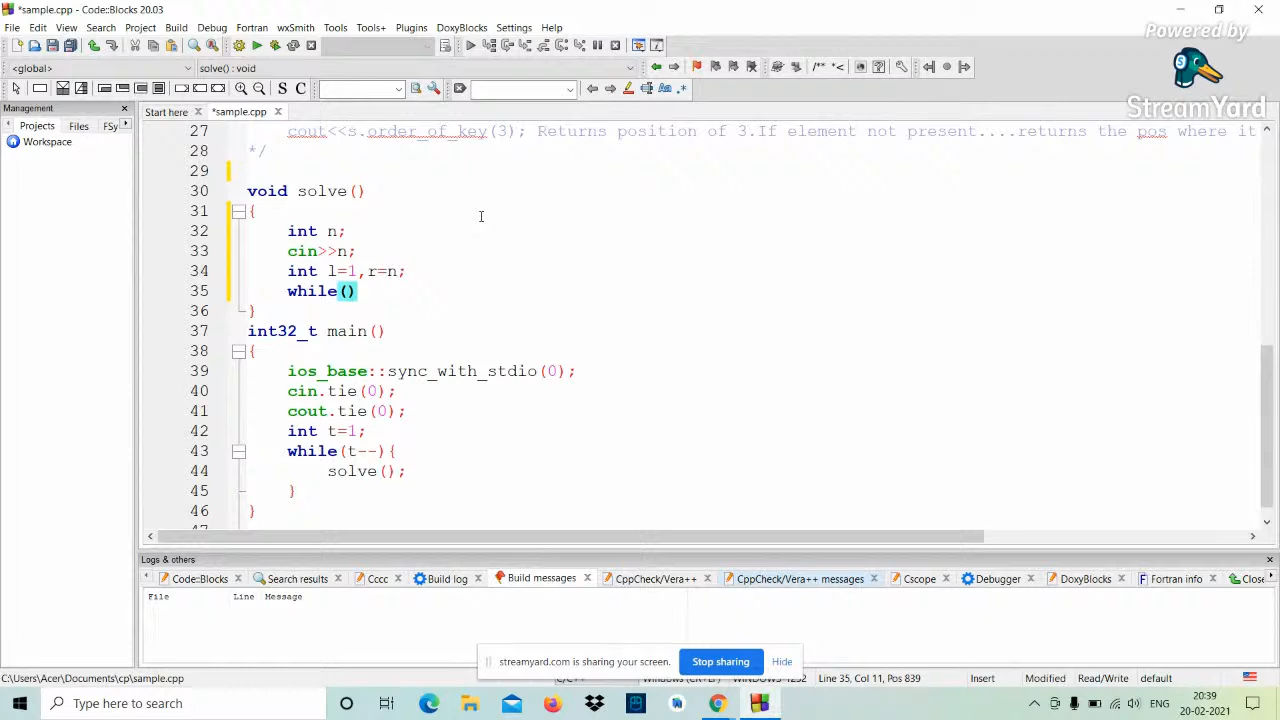 *sample.cpp - Code::Blocks 20.03
File Edit View Search Project Build Debug Fortran wxSmith Tools Tools+ Plugins DoxyBlocks Settings Help
Powered by
StreamYard
<global> solve() : void
S C
Management
Projects Files FSy
Workspace
Start here *sample.cpp
27 cout<<s.order_of_key(3); Returns position of 3.If element not present....returns the pos where it
28 */
29
30 void solve()
31 {
32 int n;
33 cin>>n;
34 int l=1,r=n;
35 while()
36 }
37 int32_t main()
38 {
39 ios_base::sync_with_stdio(0);
40 cin.tie(0);
41 cout.tie(0);
42 int t=1;
43 while(t--){
44 solve();
45 }
46 }
47
Logs & others
Code::Blocks Search results Cccc Build log Build messages CppCheck/Vera++ CppCheck/Vera++ messages Cscope Debugger DoxyBlocks Fortran info Close
File Line Message
streamyard.com is sharing your screen. Stop sharing Hide
C:\Users\Acer\Documents\cp\sample.cpp C/C++ Windows (CR+LF) WINDOWS-1252 Line 35, Col 11, Pos 839 Insert Modified Read/Write default
Type here to search
ENG
20:39
20-02-2021